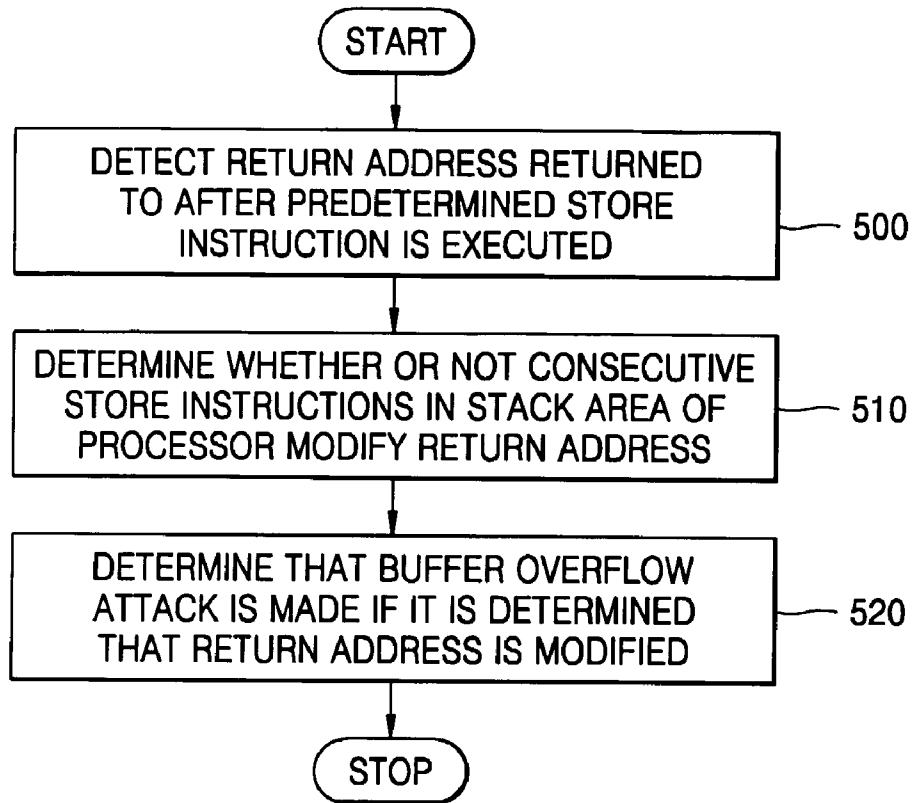 START
DETECT RETURN ADDRESS RETURNED
TO AFTER PREDETERMINED STORE
INSTRUCTION IS EXECUTED
500
DETERMINE WHETHER OR NOT CONSECUTIVE
STORE INSTRUCTIONS IN STACK AREA OF
PROCESSOR MODIFY RETURN ADDRESS
510
DETERMINE THAT BUFFER OVERFLOW
ATTACK IS MADE IF IT IS DETERMINED
THAT RETURN ADDRESS IS MODIFIED
520
STOP